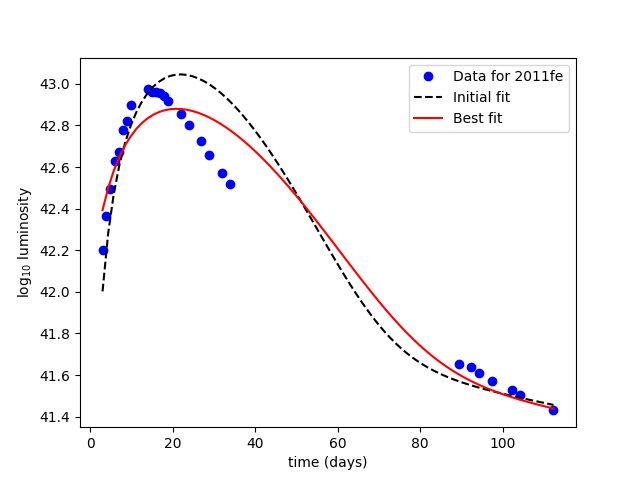 Data for 2011fe
Initial fit
Best fit
43.0
42.8
42.6
42.4
42.2
42.0
41.8
41.6
41.4
log₁₀ luminosity
0 20 40 60 80 100
time (days)